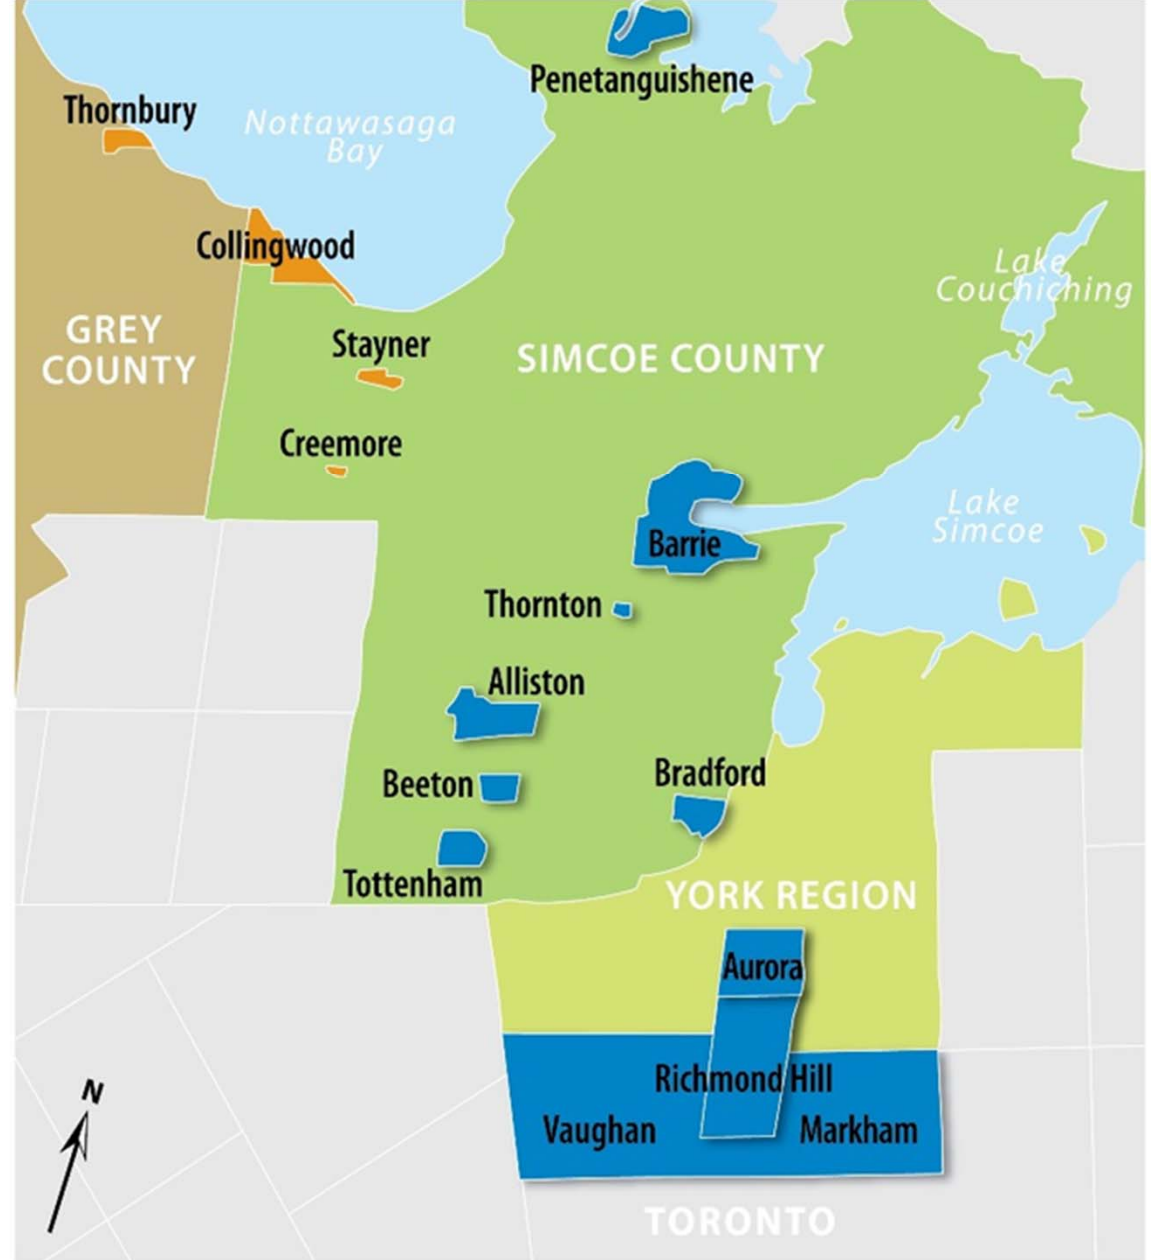 Penetanguishene
Thornbury
Nottawasaga
Bay
Collingwood
Lake
Couchiching
GREY
COUNTY
Stayner
SIMCOE COUNTY
Creemore
Lake
Simcoe
Barrie
Thornton
Alliston
Beeton
Bradford
Tottenham
YORK REGION
Aurora
Richmond Hill
Vaughan
Markham
N
TORONTO